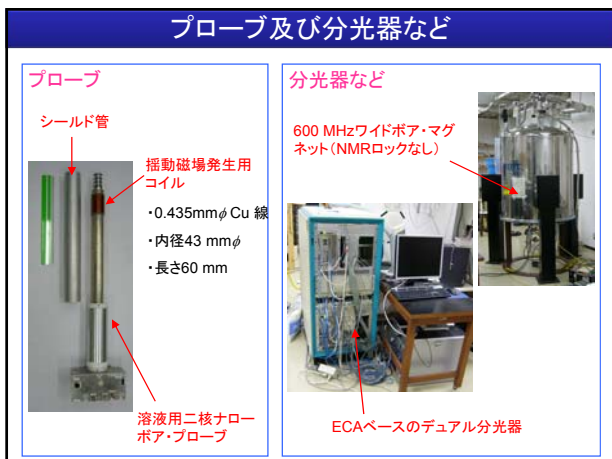 プローブ及び分光器など
プローブ
シールド管
揺動磁場発生用
コイル
・0.435mmφ Cu 線
・内径43 mmφ
・長さ60 mm
溶液用二核ナロー
ボア・プローブ
分光器など
600 MHzワイドボア・マグ
ネット(NMRロックなし)
ECAベースのデュアル分光器